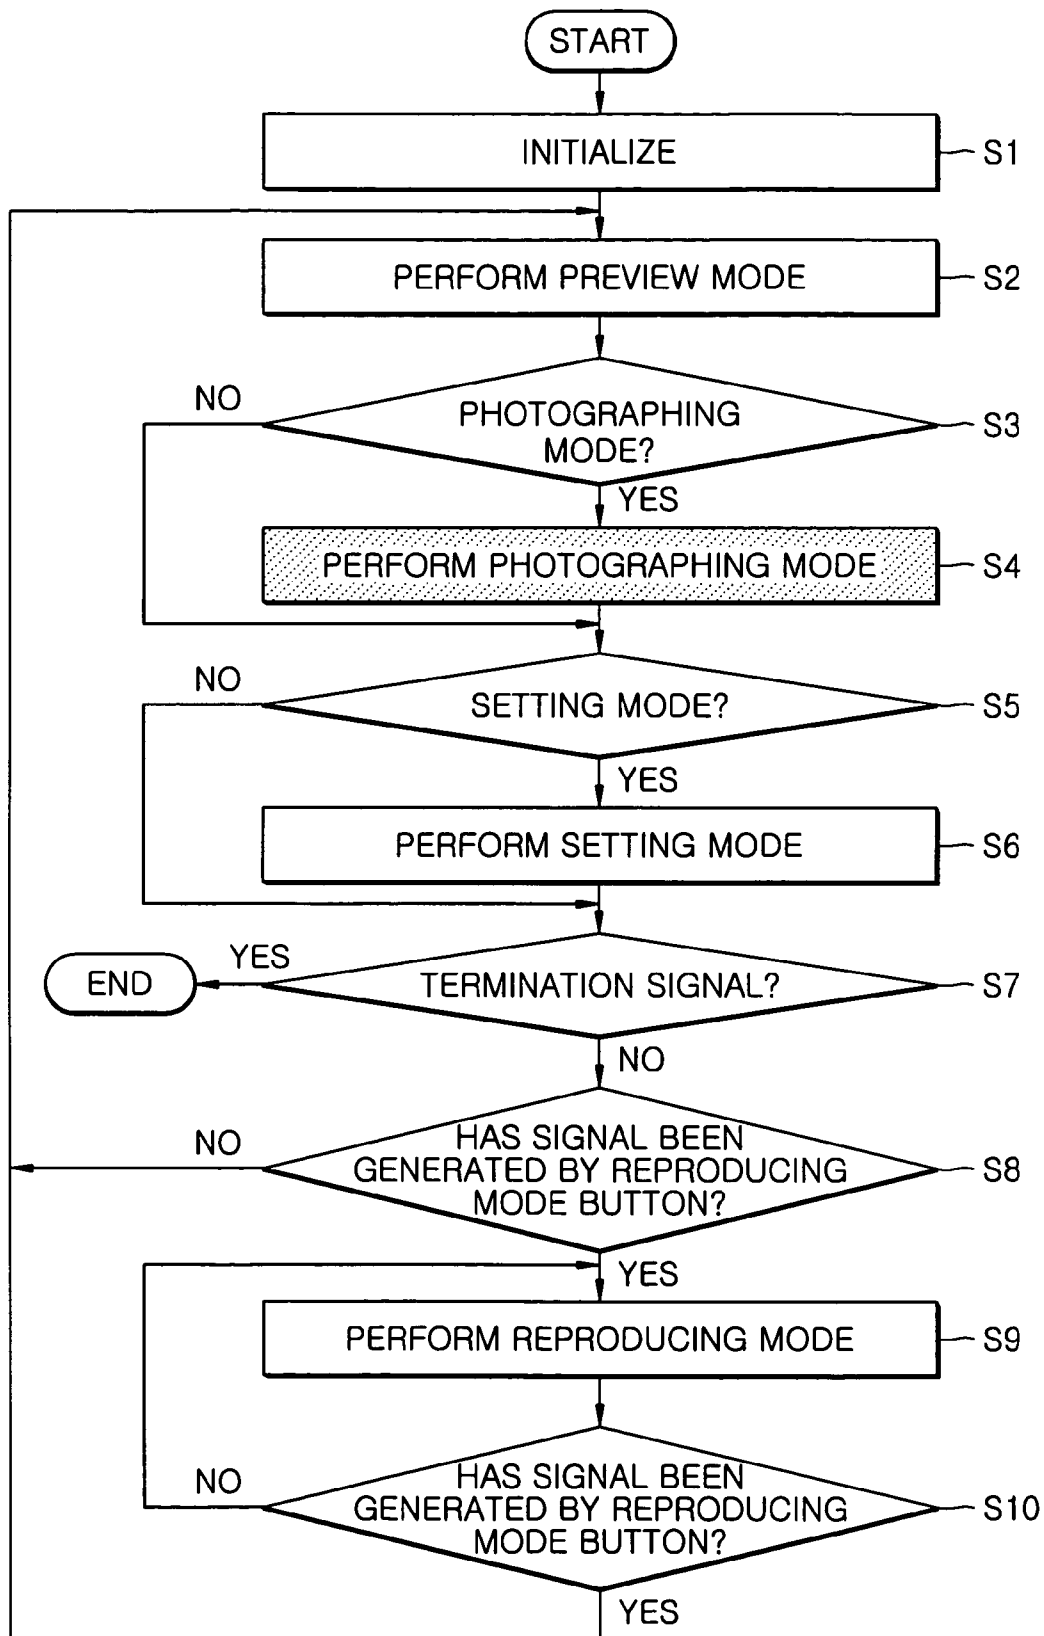 START
INITIALIZE
S1
PERFORM PREVIEW MODE
S2
NO
PHOTOGRAPHING
MODE?
S3
YES
PERFORM PHOTOGRAPHING MODE
S4
NO
SETTING MODE?
S5
YES
PERFORM SETTING MODE
S6
END
YES
TERMINATION SIGNAL?
S7
NO
NO
HAS SIGNAL BEEN
GENERATED BY REPRODUCING
MODE BUTTON?
S8
YES
PERFORM REPRODUCING MODE
S9
NO
HAS SIGNAL BEEN
GENERATED BY REPRODUCING
MODE BUTTON?
S10
YES